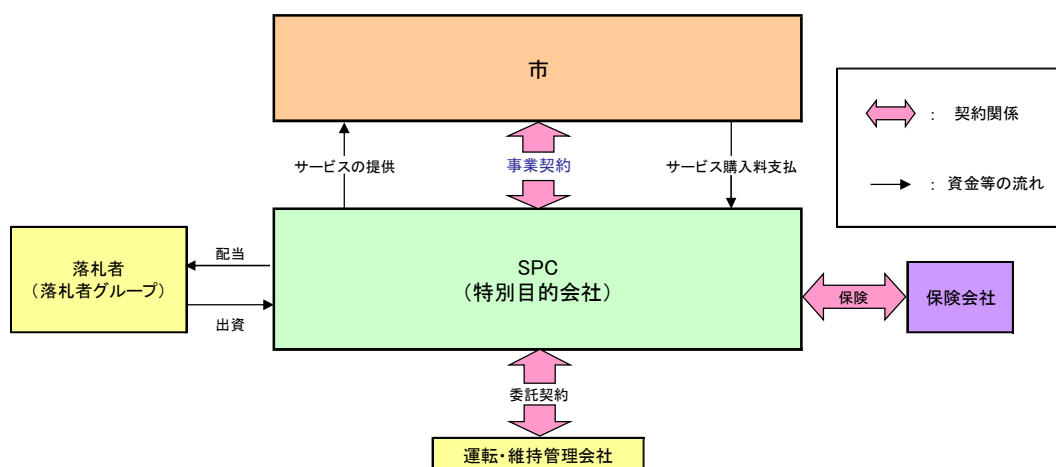 市
： 契約関係
サービスの提供
事業契約
サービス購入料支払
： 資金等の流れ
落札者
（落札者グループ）
配当
出資
SPC
（特別目的会社）
保険
保険会社
委託契約
運転・維持管理会社